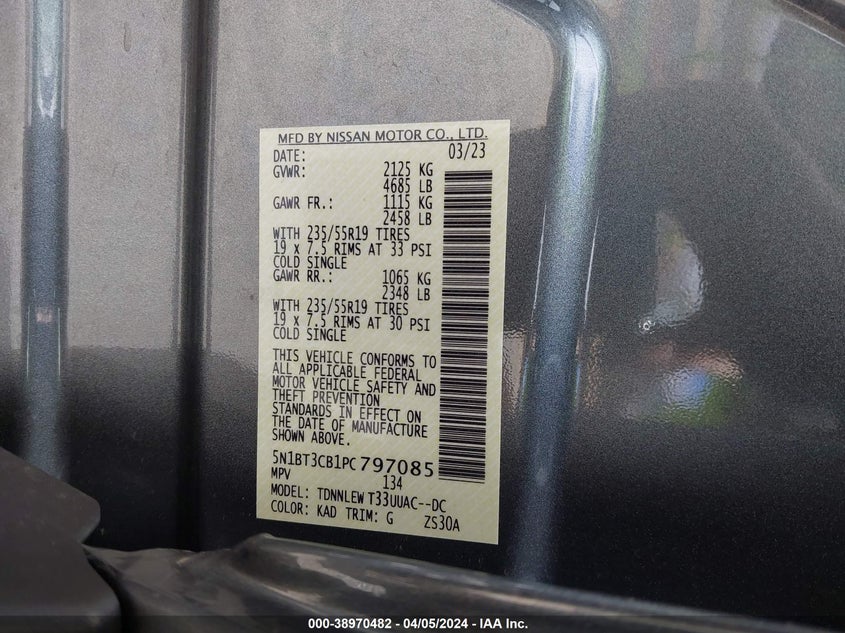 MFD BY NISSAN MOTOR CO., LTD.
DATE: 03/23
GVWR: 2125 KG
4685 LB
GAWR FR.: 1115 KG
2458 LB
WITH 235/55R19 TIRES
19 x 7.5 RIMS AT 33 PSI
COLD SINGLE
GAWR RR.: 1065 KG
2348 LB
WITH 235/55R19 TIRES
19 x 7.5 RIMS AT 30 PSI
COLD SINGLE
THIS VEHICLE CONFORMS TO
ALL APPLICABLE FEDERAL
MOTOR VEHICLE SAFETY AND
THEFT PREVENTION
STANDARDS IN EFFECT ON
THE DATE OF MANUFACTURE
SHOWN ABOVE.
5N1BT3CB1PC797085
MPV 134
MODEL: TDNNLEW T33UUAC--DC
COLOR: KAD TRIM: G ZS30A
000-38970482 - 04/05/2024 - IAA Inc.